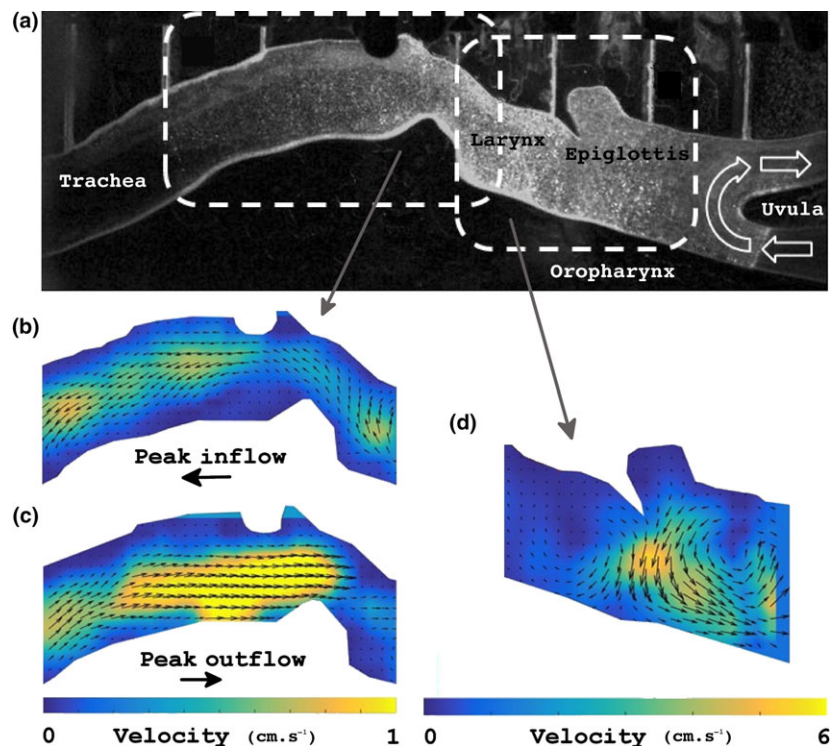 (a)
Trachea
Larynx
Epiglottis
Uvula
Oropharynx
(b)
Peak inflow
(c)
Peak outflow
(d)
0 Velocity (cm.s⁻¹) 1
0 Velocity (cm.s⁻¹) 6